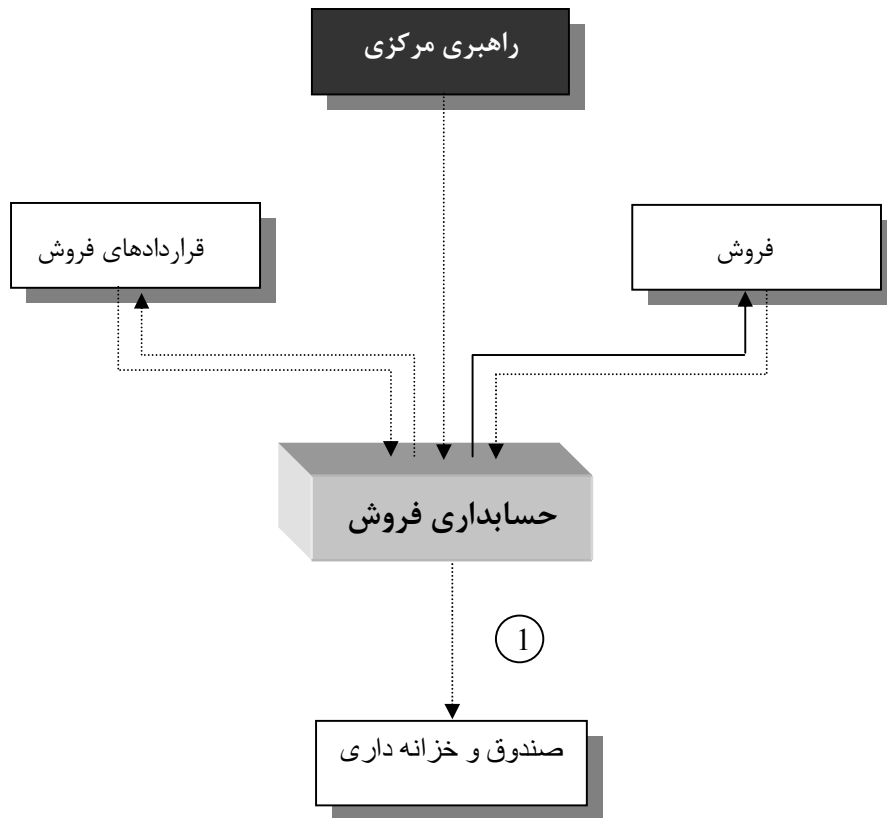 راهبری مرکزی
فروش
قراردادهای فروش
حسابداری فروش
1
صندوق و خزانه داری